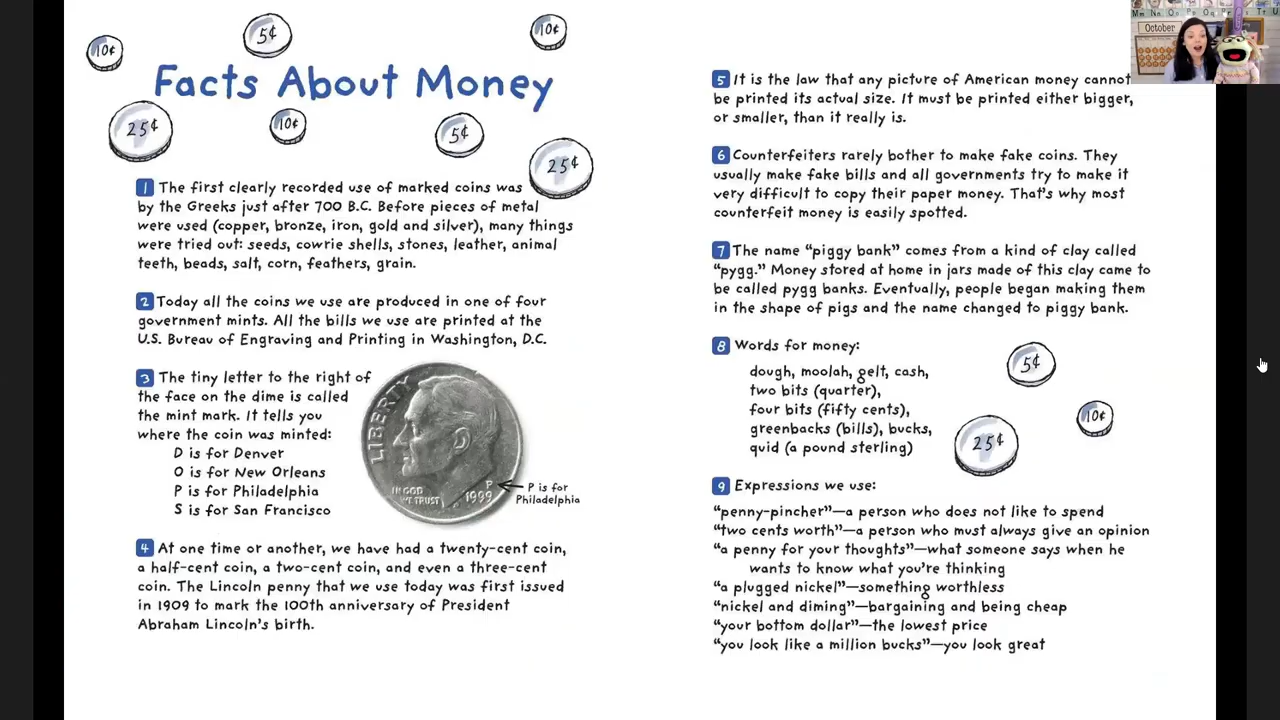 10¢
5¢
10¢
Facts About Money
25¢
10¢
5¢
25¢
1 The first clearly recorded use of marked coins was
by the Greeks just after 700 B.C. Before pieces of metal
were used (copper, bronze, iron, gold and silver), many things
were tried out: seeds, cowrie shells, stones, leather, animal
teeth, beads, salt, corn, feathers, grain.
2 Today all the coins we use are produced in one of four
government mints. All the bills we use are printed at the
U.S. Bureau of Engraving and Printing in Washington, D.C.
3 The tiny letter to the right of
the face on the dime is called
the mint mark. It tells you
where the coin was minted:
D is for Denver
O is for New Orleans
P is for Philadelphia
S is for San Francisco
LIBERTY
IN GOD
WE TRUST
P
1999
P is for
Philadelphia
4 At one time or another, we have had a twenty-cent coin,
a half-cent coin, a two-cent coin, and even a three-cent
coin. The Lincoln penny that we use today was first issued
in 1909 to mark the 100th anniversary of President
Abraham Lincoln's birth.
5 It is the law that any picture of American money cannot
be printed its actual size. It must be printed either bigger,
or smaller, than it really is.
6 Counterfeiters rarely bother to make fake coins. They
usually make fake bills and all governments try to make it
very difficult to copy their paper money. That's why most
counterfeit money is easily spotted.
7 The name "piggy bank" comes from a kind of clay called
"pygg." Money stored at home in jars made of this clay came to
be called pygg banks. Eventually, people began making them
in the shape of pigs and the name changed to piggy bank.
8 Words for money:
dough, moolah, gelt, cash,
two bits (quarter),
four bits (fifty cents),
greenbacks (bills), bucks,
quid (a pound sterling)
5¢
10¢
25¢
9 Expressions we use:
"penny-pincher"—a person who does not like to spend
"two cents worth"—a person who must always give an opinion
"a penny for your thoughts"—what someone says when he
wants to know what you're thinking
"a plugged nickel"—something worthless
"nickel and diming"—bargaining and being cheap
"your bottom dollar"—the lowest price
"you look like a million bucks"—you look great
October